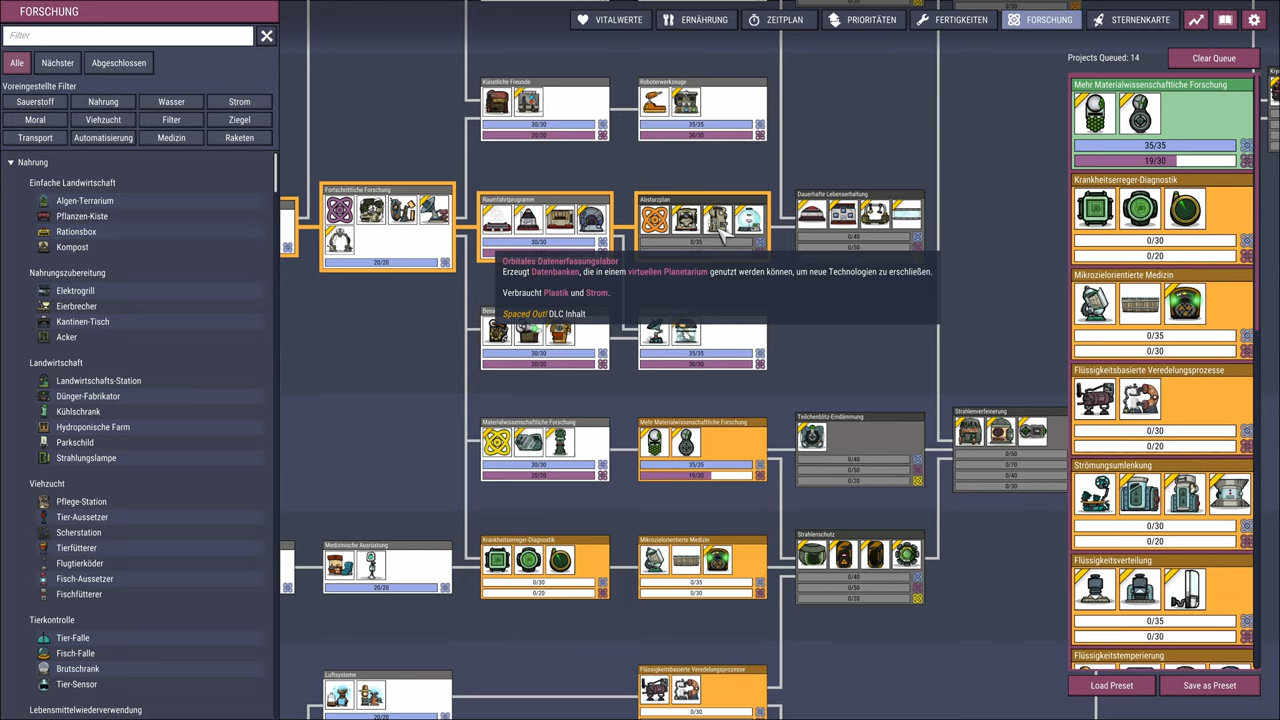 FORSCHUNG
VITALWERTE
ERNÄHRUNG
ZEITPLAN
PRIORITÄTEN
FERTIGKEITEN
FORSCHUNG
STERNENKARTE
Filter
Alle
Nächster
Abgeschlossen
Voreingestellte Filter
Sauerstoff
Nahrung
Wasser
Strom
Moral
Viehzucht
Filter
Ziegel
Transport
Automatisierung
Medizin
Raketen
Nahrung
Einfache Landwirtschaft
Algen-Terrarium
Pflanzen-Kiste
Rationsbox
Kompost
Nahrungszubereitung
Elektrogrill
Eierbrecher
Kantinen-Tisch
Acker
Landwirtschaft
Landwirtschafts-Station
Dünger-Fabrikator
Kühlschrank
Hydroponische Farm
Parkschild
Strahlungslampe
Viehzucht
Pflege-Station
Tier-Aussetzer
Scherstation
Tierfütterer
Flugtierköder
Fisch-Aussetzer
Fischfütterer
Tierkontrolle
Tier-Falle
Fisch-Falle
Brutschrank
Tier-Sensor
Lebensmittelwiederverwendung
Künstliche Freunde
30/30
20/20
Roboterwerkzeuge
35/35
30/30
Fortschrittliche Forschung
20/20
Raumfahrtprogramm
30/30
Absturzplan
0/35
Dauerhafte Lebenserhaltung
0/40
0/50
Orbitales Datenerfassungslabor
Erzeugt Datenbanken, die in einem virtuellen Planetarium genutzt werden können, um neue Technologien zu erschließen.
Verbraucht Plastik und Strom.
Spaced Out! DLC Inhalt
30/30
20/20
35/35
30/30
Materialwissenschaftliche Forschung
30/30
20/20
Mehr Materialwissenschaftliche Forschung
35/35
19/30
Teilchenblitz-Eindämmung
0/40
0/50
0/20
Strahlenverfeinerung
0/50
0/70
0/40
0/30
Medizinische Ausrüstung
20/20
Krankheitserreger-Diagnostik
0/30
0/20
Mikrozielorientierte Medizin
0/35
0/30
Strahlenschutz
0/40
0/50
0/20
Luftsysteme
20/20
Flüssigkeitsbasierte Veredelungsprozesse
0/30
Projects Queued: 14
Clear Queue
Mehr Materialwissenschaftliche Forschung
35/35
19/30
Krankheitserreger-Diagnostik
0/30
0/20
Mikrozielorientierte Medizin
0/35
0/30
Flüssigkeitsbasierte Veredelungsprozesse
0/30
0/20
Strömungsumlenkung
0/30
0/20
Flüssigkeitsverteilung
0/35
0/30
Flüssigkeitstemperierung
Load Preset
Save as Preset